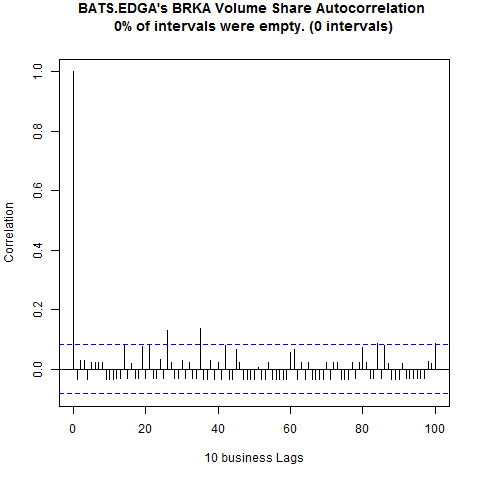 BATS.EDGA's BRKA Volume Share Autocorrelation
0% of intervals were empty. (0 intervals)
1.0
0.8
0.6
0.4
0.2
0.0
Correlation
0 20 40 60 80 100
10 business Lags